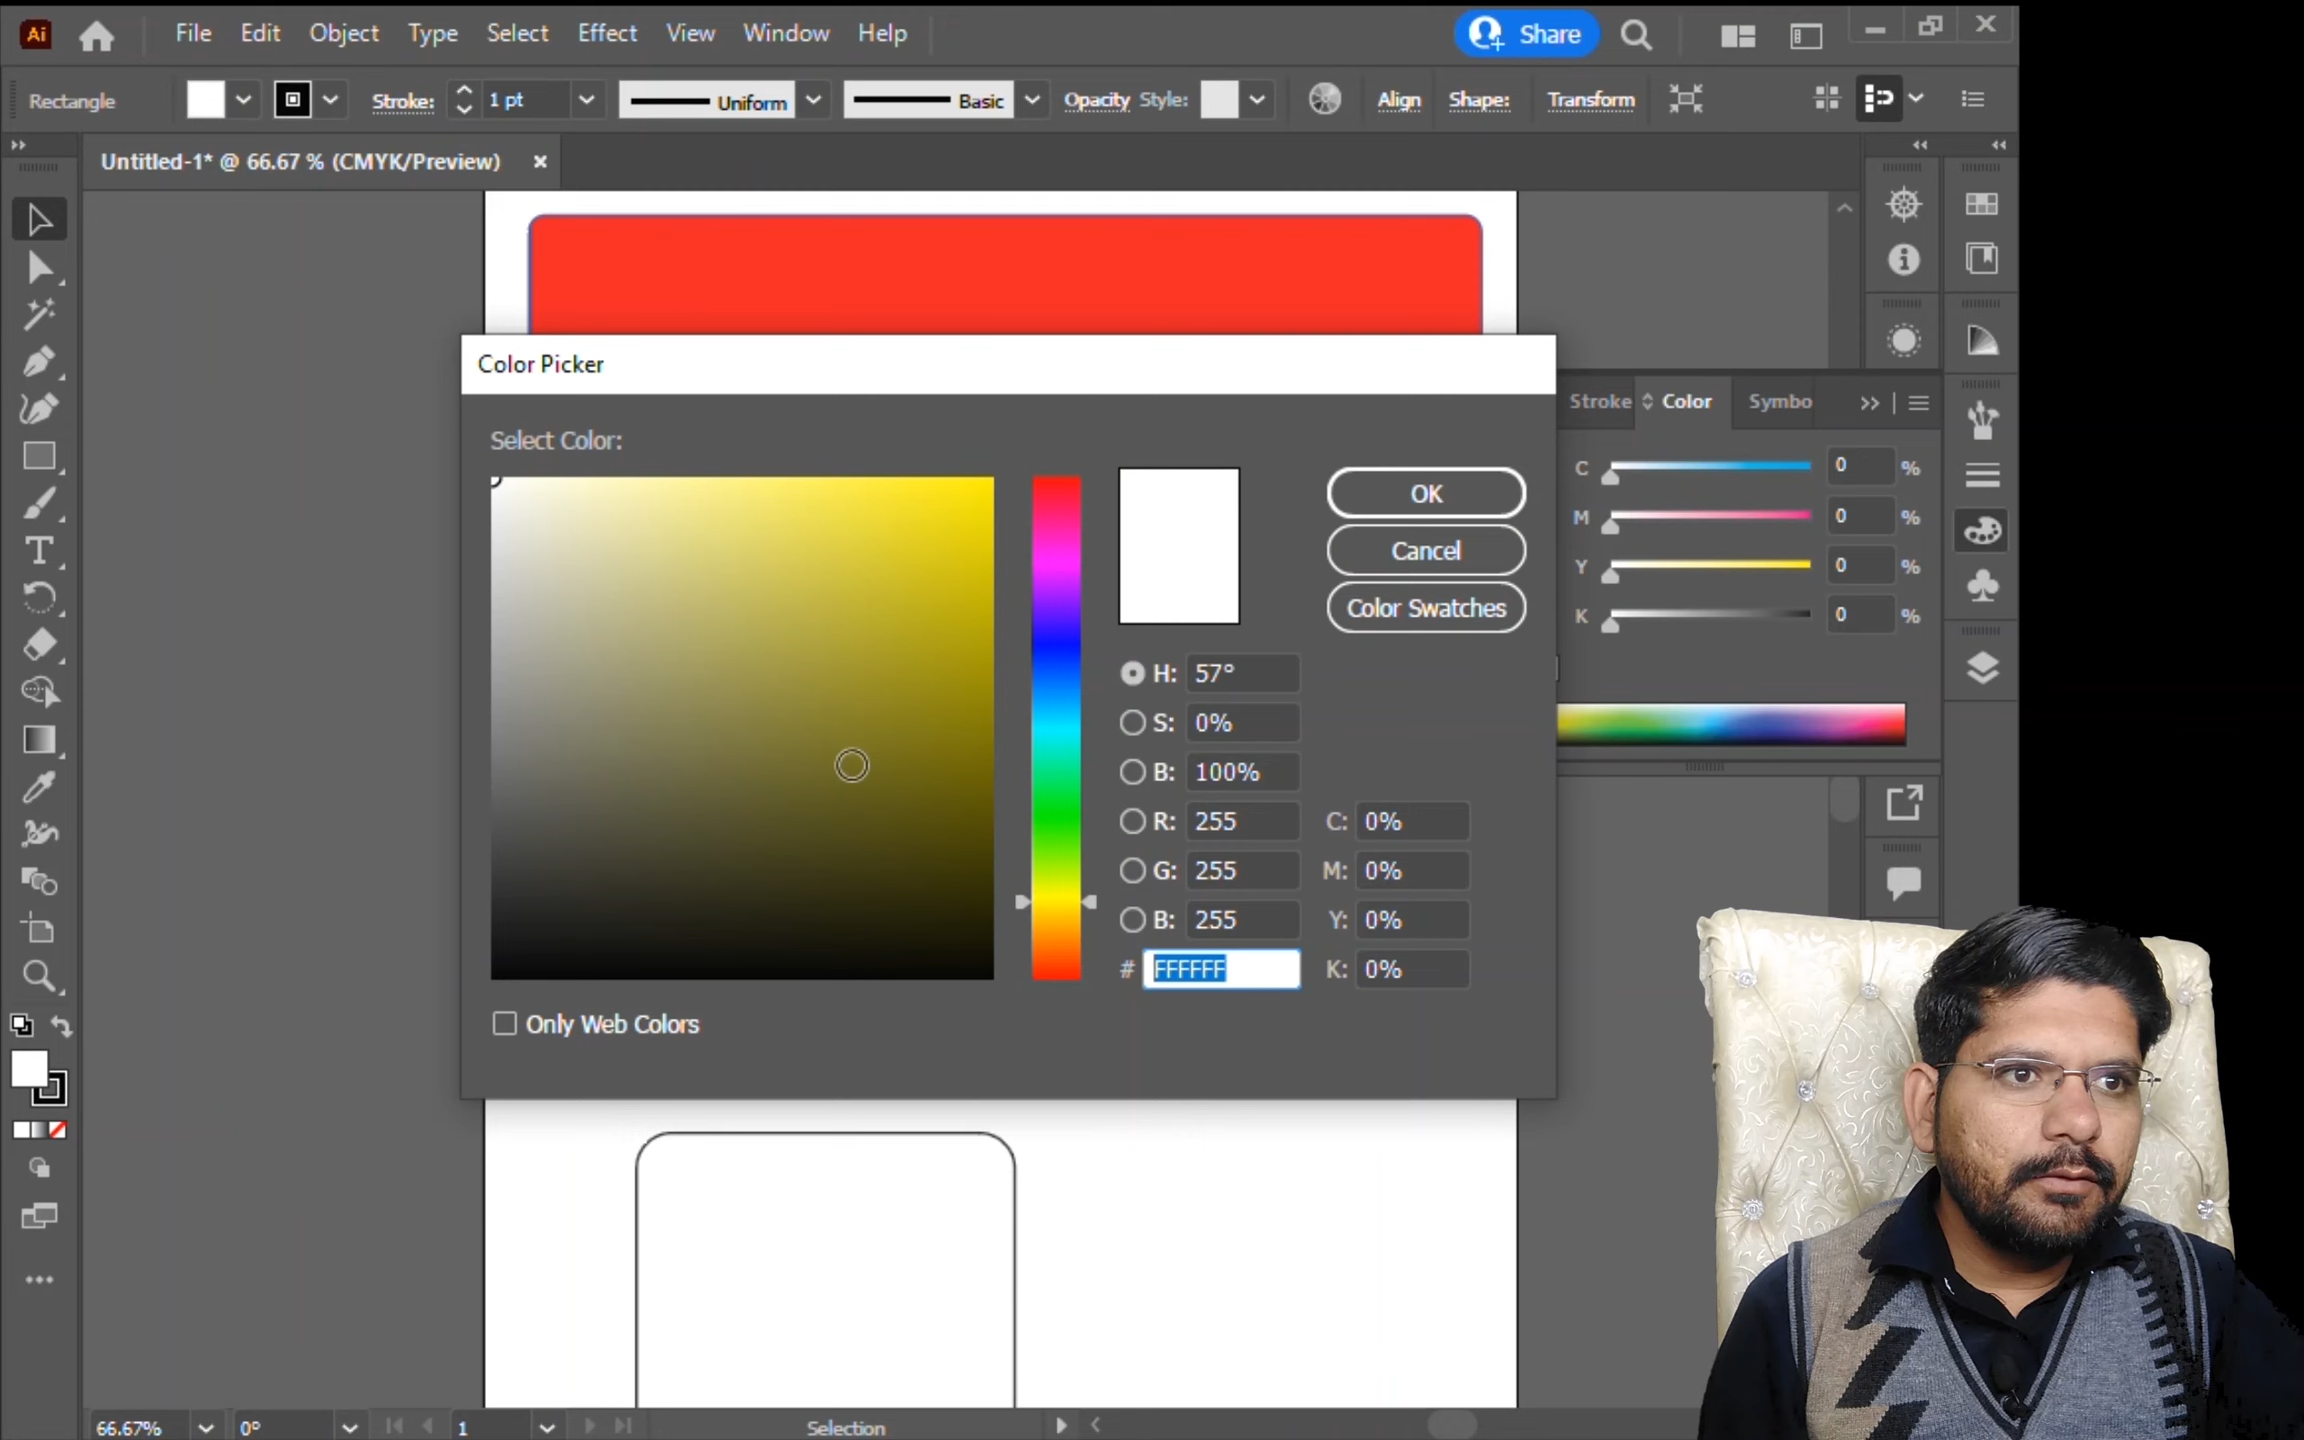 Ai File Edit Object Type Select Effect View Window Help Share
Rectangle Stroke: 1 pt Uniform Basic Opacity Style: Align Shape: Transform
Untitled-1* @ 66.67 % (CMYK/Preview)
Color Picker
Stroke Color Symbo
Select Color:
C 0 %
M 0 %
Y 0 %
K 0 %
OK
Cancel
Color Swatches
H: 57°
S: 0%
B: 100%
R: 255 C: 0%
G: 255 M: 0%
B: 255 Y: 0%
# FFFFFF K: 0%
Only Web Colors
66.67% 0° 1 Selection